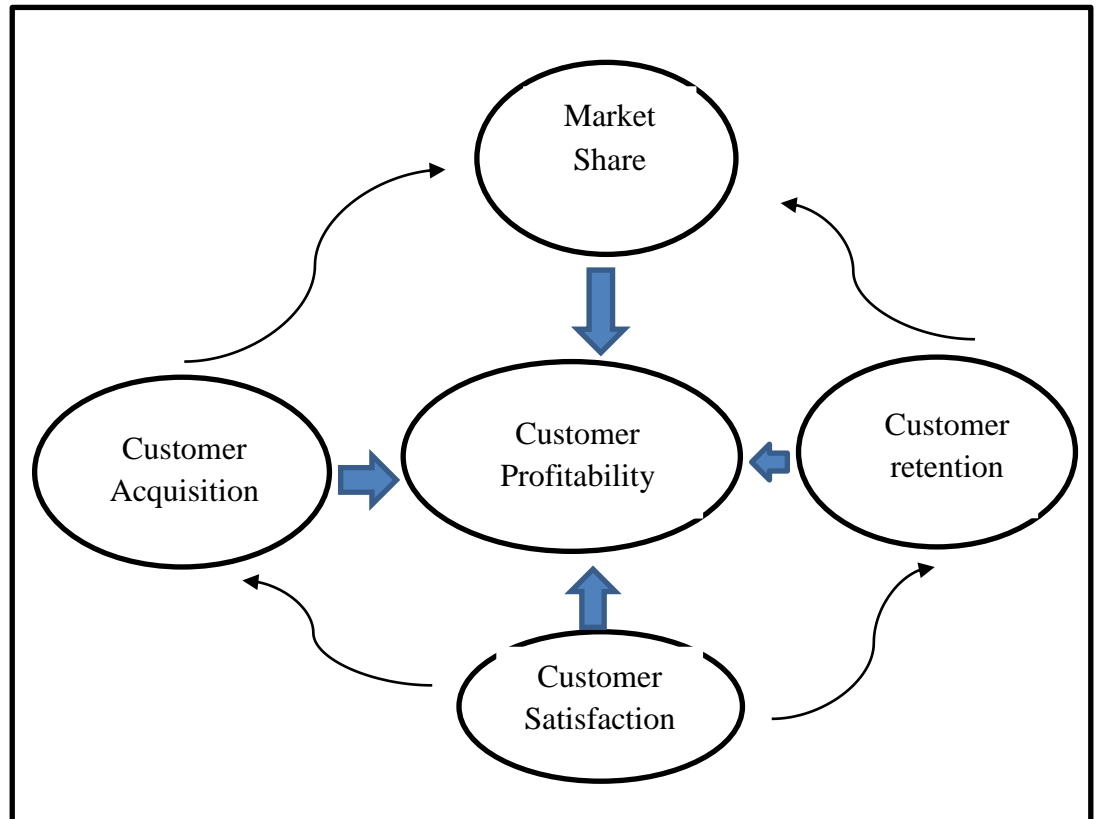 Market
Share
Customer
Acquisition
Customer
Profitability
Customer
retention
Customer
Satisfaction